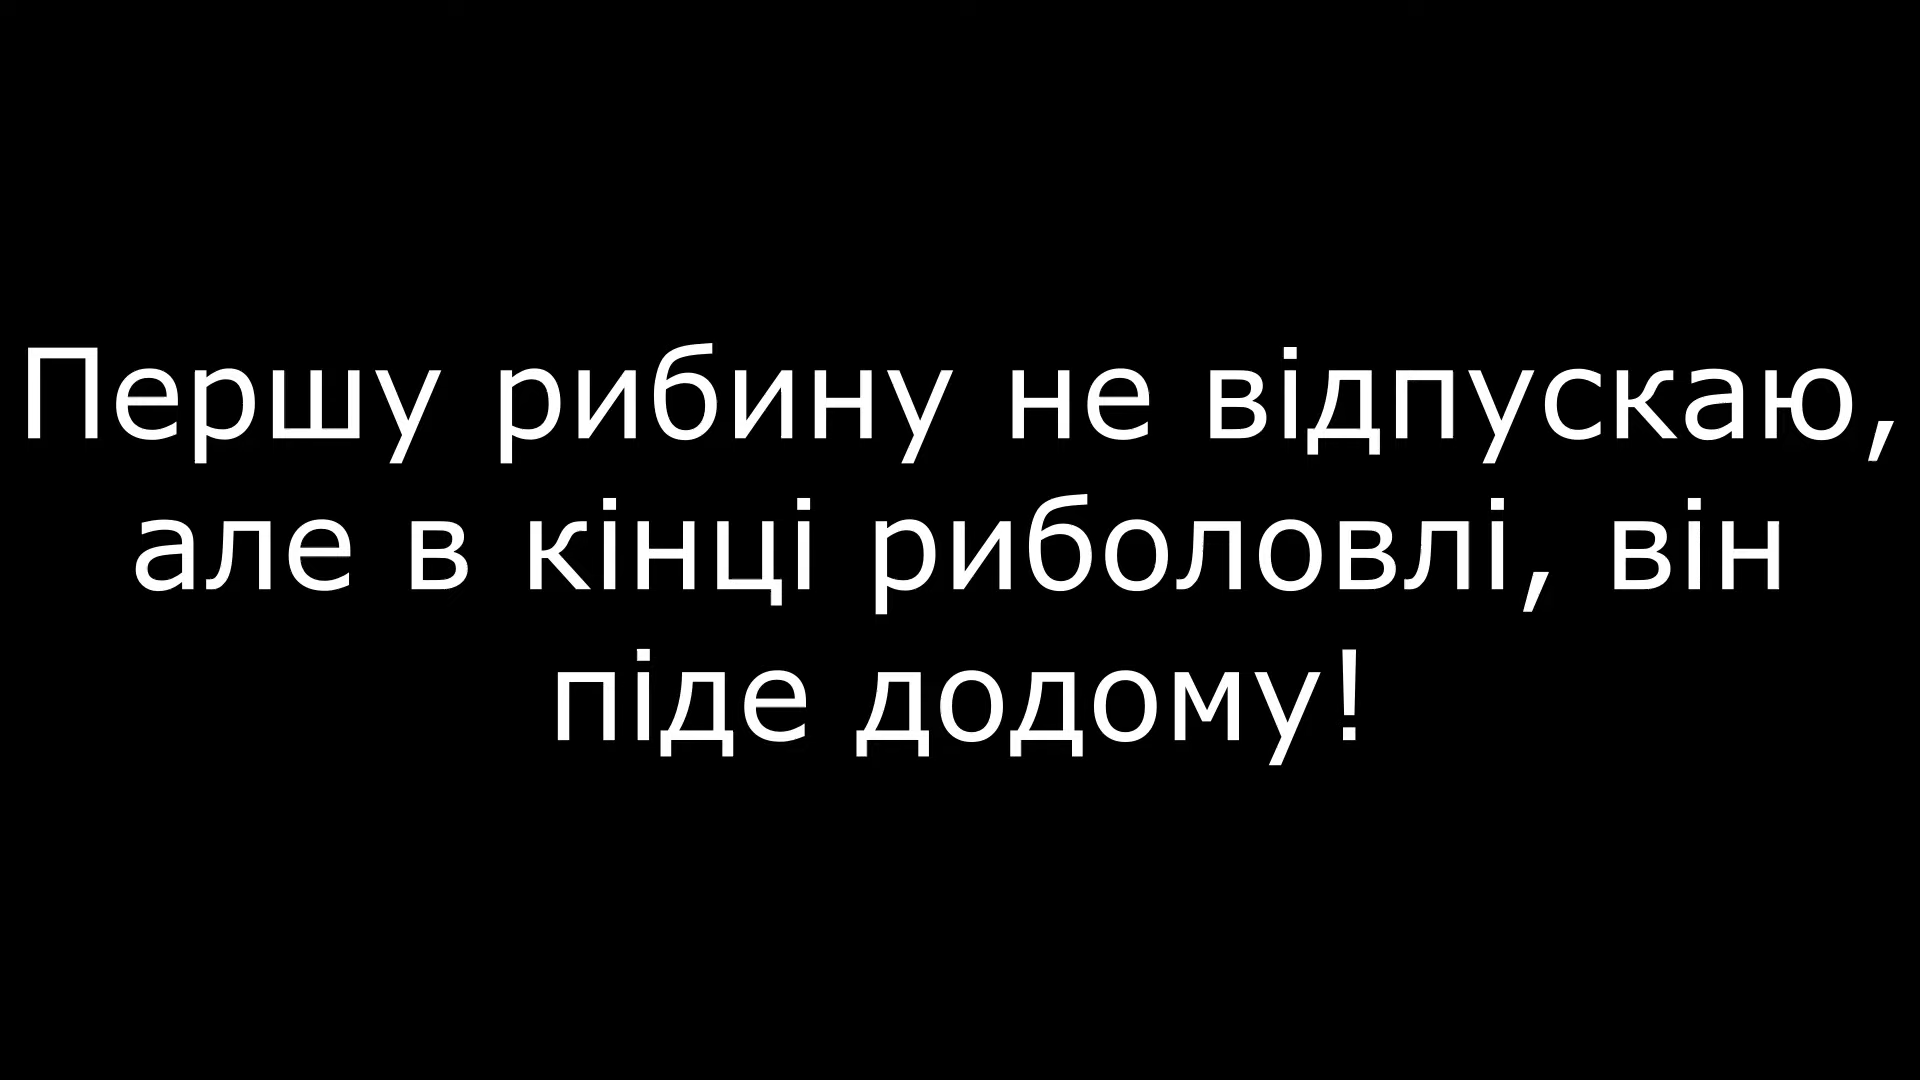 Першу рибину не відпускаю,
але в кінці риболовлі, він
піде додому!